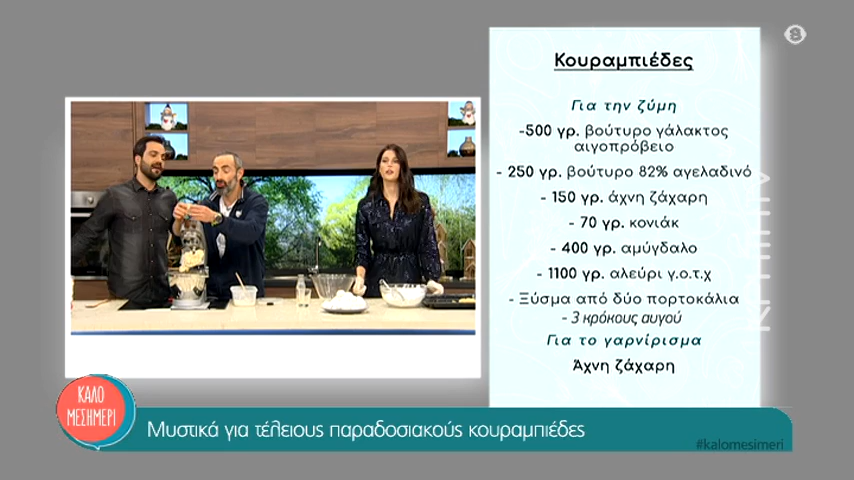 Κουραμπιέδες
Για την ζύμη
-500 γρ. βούτυρο γάλακτος
αιγοπρόβειο
- 250 γρ. βούτυρο 82% αγελαδινό
- 150 γρ. άχνη ζάχαρη
- 70 γρ. κονιάκ
- 400 γρ. αμύγδαλο
- 1100 γρ. αλεύρι γ.ο.τ.χ
- Ξύσμα από δύο πορτοκάλια
- 3 κρόκους αυγού
Για το γαρνίρισμα
Άχνη ζάχαρη
ΚΑΛΟ
ΜΕΣΗΜΕΡΙ
Μυστικά για τέλειους παραδοσιακούς κουραμπιέδες
#kalomesimeri